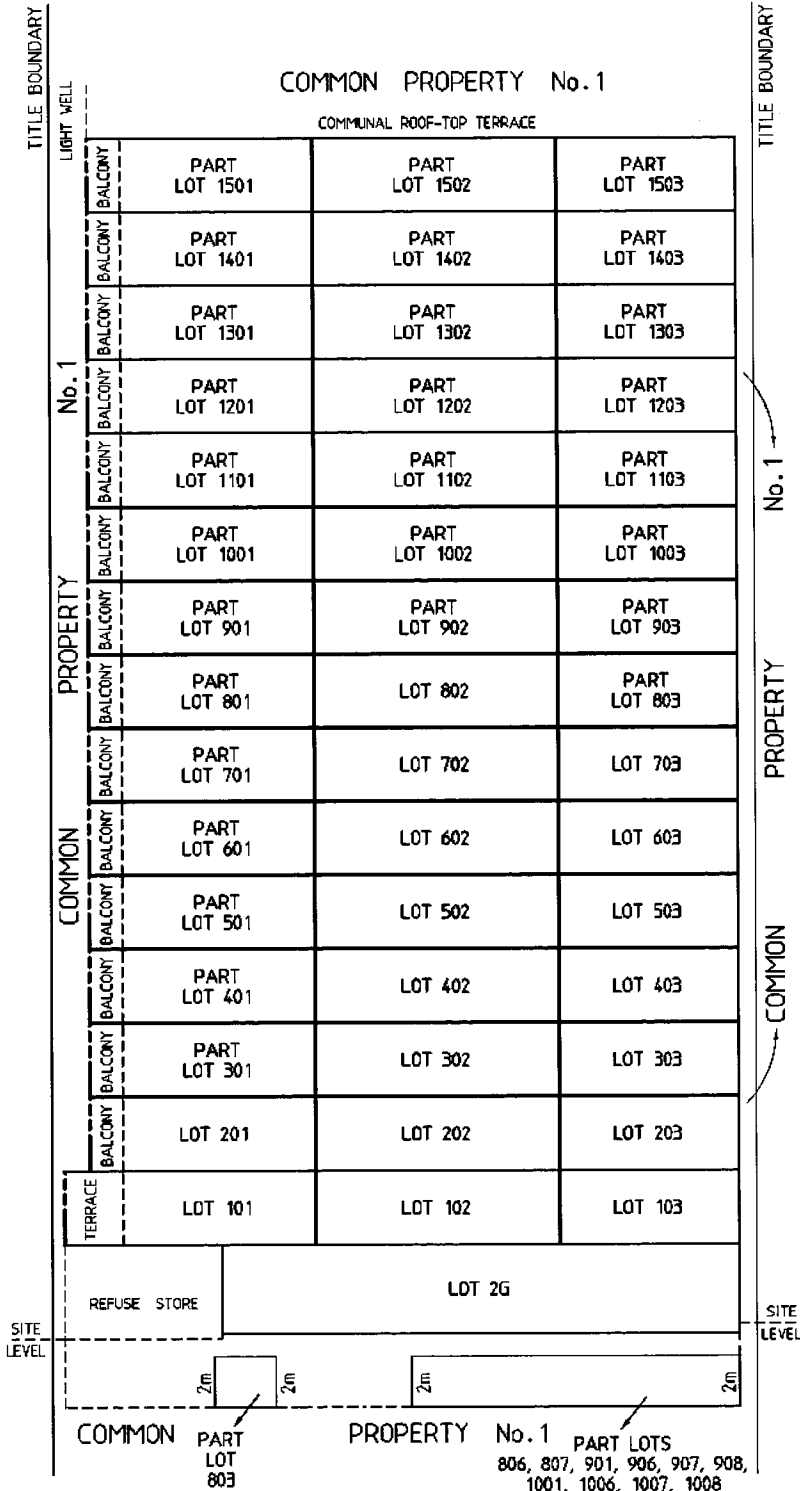 TITLE BOUNDARY
TITLE BOUNDARY
COMMON PROPERTY No.1
LIGHT WELL
COMMUNAL ROOF-TOP TERRACE
BALCONY
PART
LOT 1501
PART
LOT 1502
PART
LOT 1503
BALCONY
PART
LOT 1401
PART
LOT 1402
PART
LOT 1403
BALCONY
PART
LOT 1301
PART
LOT 1302
PART
LOT 1303
BALCONY
PART
LOT 1201
PART
LOT 1202
PART
LOT 1203
BALCONY
PART
LOT 1101
PART
LOT 1102
PART
LOT 1103
BALCONY
PART
LOT 1001
PART
LOT 1002
PART
LOT 1003
BALCONY
PART
LOT 901
PART
LOT 902
PART
LOT 903
BALCONY
PART
LOT 801
LOT 802
PART
LOT 803
BALCONY
PART
LOT 701
LOT 702
LOT 703
BALCONY
PART
LOT 601
LOT 602
LOT 603
BALCONY
PART
LOT 501
LOT 502
LOT 503
BALCONY
PART
LOT 401
LOT 402
LOT 403
BALCONY
PART
LOT 301
LOT 302
LOT 303
BALCONY
LOT 201
LOT 202
LOT 203
TERRACE
LOT 101
LOT 102
LOT 103
COMMON PROPERTY No.1
COMMON PROPERTY No.1
REFUSE STORE
LOT 2G
SITE
LEVEL
SITE
LEVEL
2m
2m
2m
2m
COMMON PROPERTY No.1
PART
LOT
803
PART LOTS
806, 807, 901, 906, 907, 908,
1001, 1006, 1007, 1008